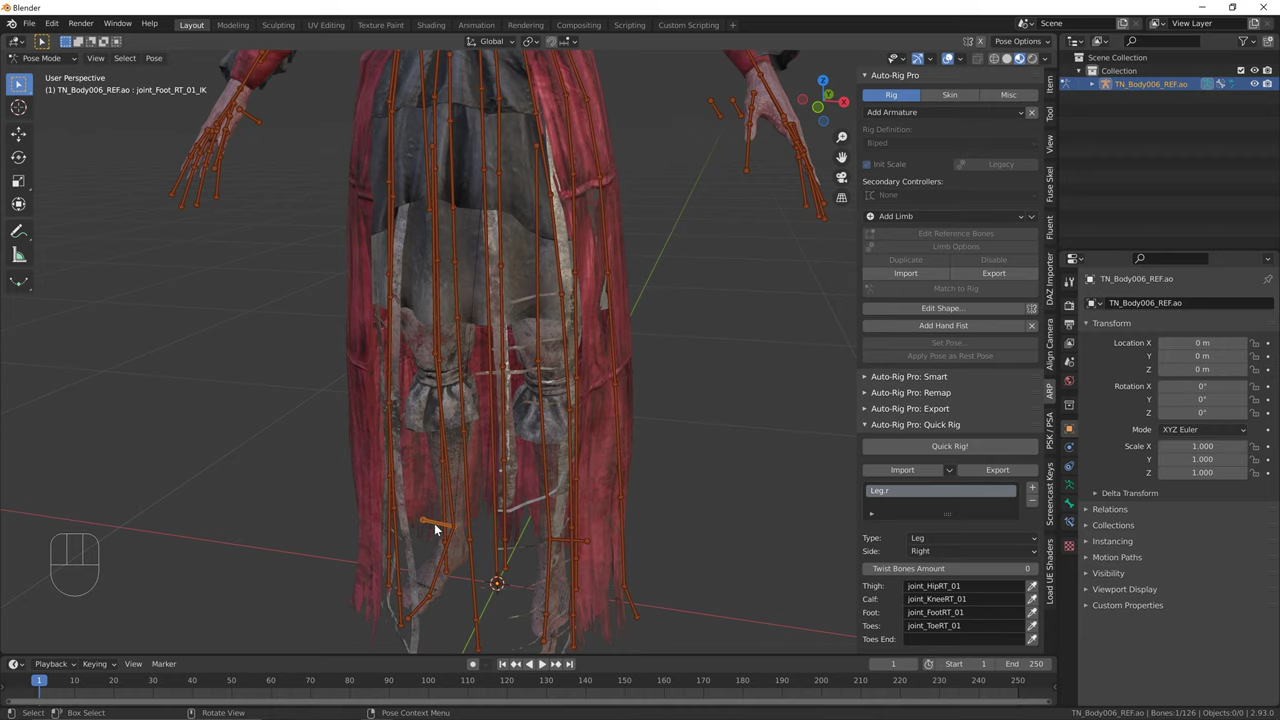 Blender
File Edit Render Window Help Layout Modeling Sculpting UV Editing Texture Paint Shading Animation Rendering Compositing Scripting Custom Scripting + Scene View Layer
Global Pose Options
Pose Mode View Select Pose
User Perspective
(1) TN_Body006_REF.ao : joint_Foot_RT_01_IK
Z
Y
X
Auto-Rig Pro
Rig Skin Misc
Add Armature
Rig Definition:
Biped
Init Scale Legacy
Secondary Controllers:
None
Add Limb
Edit Reference Bones
Limb Options
Duplicate Disable
Import Export
Match to Rig
Edit Shape...
Add Hand Fist
Set Pose...
Apply Pose as Rest Pose
Auto-Rig Pro: Smart
Auto-Rig Pro: Remap
Auto-Rig Pro: Export
Auto-Rig Pro: Quick Rig
Quick Rig!
Import Export
Leg.r
Type: Leg
Side: Right
Twist Bones Amount 0
Thigh: joint_HipRT_01
Calf: joint_KneeRT_01
Foot: joint_FootRT_01
Toes: joint_ToeRT_01
Toes End:
Item
Tool
View
Fuse Skel
Fluent
DAZ Importer
Align Camera
ARP
PSK / PSA
Screencast Keys
Load UE Shaders
Scene Collection
Collection
TN_Body006_REF.ao
TN_Body006_REF.ao
TN_Body006_REF.ao
Transform
Location X 0 m
Y 0 m
Z 0 m
Rotation X 0°
Y 0°
Z 0°
Mode XYZ Euler
Scale X 1.000
Y 1.000
Z 1.000
Delta Transform
Relations
Collections
Instancing
Motion Paths
Visibility
Viewport Display
Custom Properties
Playback Keying View Marker 1 Start 1 End 250
1 10 20 30 40 50 60 70 80 90 100 110 120 130 140 150 160 170 180 190 200 210 220 230 240 250
Select Box Select Rotate View Pose Context Menu TN_Body006_REF.ao | Bones:1/126 | Objects:0/0 | 2.93.0